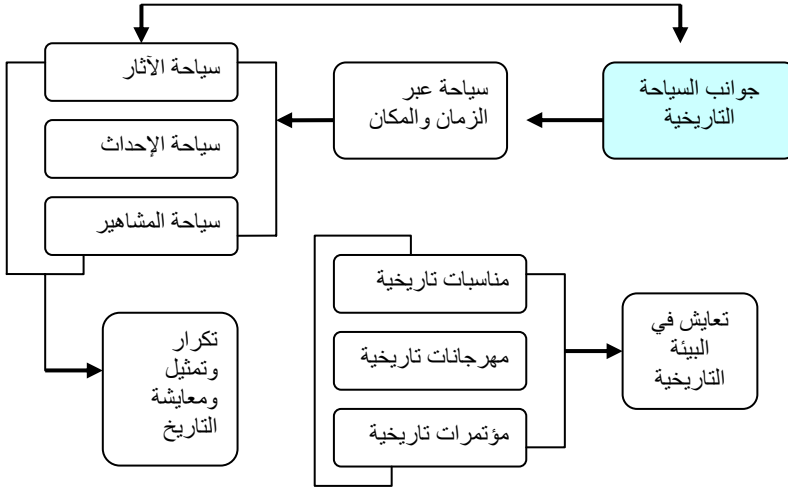 جوانب السياحة
التاريخية
سياحة عبر
الزمان والمكان
سياحة الآثار
سياحة الإحداث
سياحة المشاهير
تكرار
وتمثيل
ومعايشة
التاريخ
مناسبات تاريخية
مهرجانات تاريخية
مؤتمرات تاريخية
تعايش في
البيئة
التاريخية